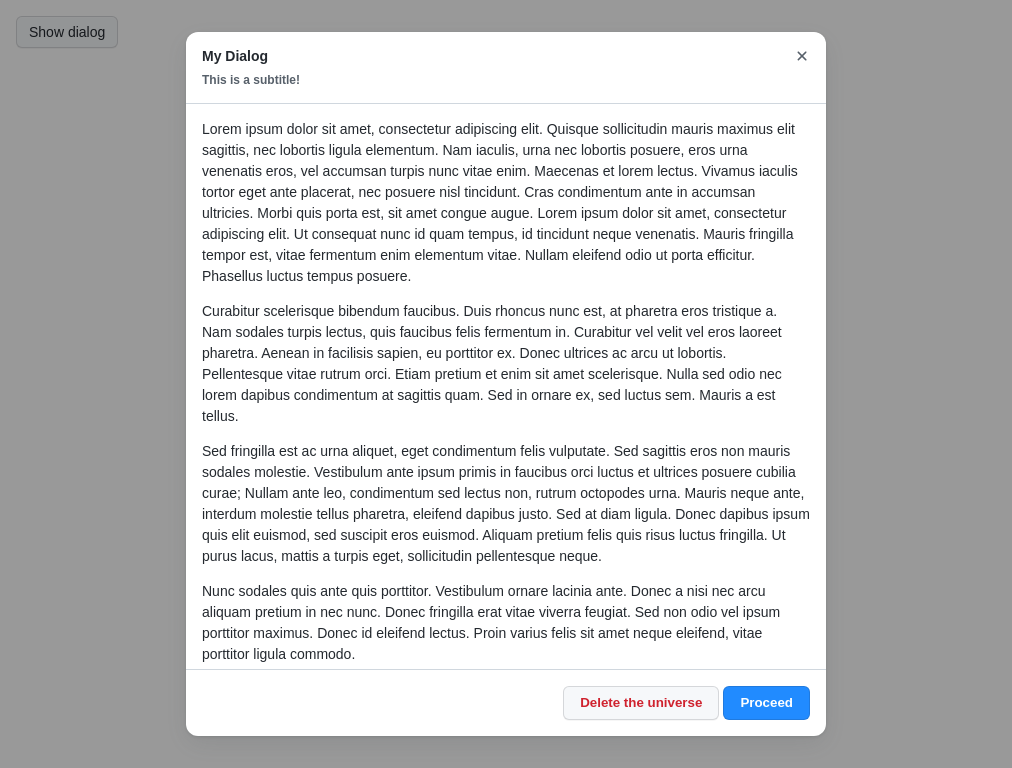 Show dialog
My Dialog
This is a subtitle!
Lorem ipsum dolor sit amet, consectetur adipiscing elit. Quisque sollicitudin mauris maximus elit
sagittis, nec lobortis ligula elementum. Nam iaculis, urna nec lobortis posuere, eros urna
venenatis eros, vel accumsan turpis nunc vitae enim. Maecenas et lorem lectus. Vivamus iaculis
tortor eget ante placerat, nec posuere nisl tincidunt. Cras condimentum ante in accumsan
ultricies. Morbi quis porta est, sit amet congue augue. Lorem ipsum dolor sit amet, consectetur
adipiscing elit. Ut consequat nunc id quam tempus, id tincidunt neque venenatis. Mauris fringilla
tempor est, vitae fermentum enim elementum vitae. Nullam eleifend odio ut porta efficitur.
Phasellus luctus tempus posuere.
Curabitur scelerisque bibendum faucibus. Duis rhoncus nunc est, at pharetra eros tristique a.
Nam sodales turpis lectus, quis faucibus felis fermentum in. Curabitur vel velit vel eros laoreet
pharetra. Aenean in facilisis sapien, eu porttitor ex. Donec ultrices ac arcu ut lobortis.
Pellentesque vitae rutrum orci. Etiam pretium et enim sit amet scelerisque. Nulla sed odio nec
lorem dapibus condimentum at sagittis quam. Sed in ornare ex, sed luctus sem. Mauris a est
tellus.
Sed fringilla est ac urna aliquet, eget condimentum felis vulputate. Sed sagittis eros non mauris
sodales molestie. Vestibulum ante ipsum primis in faucibus orci luctus et ultrices posuere cubilia
curae; Nullam ante leo, condimentum sed lectus non, rutrum octopodes urna. Mauris neque ante,
interdum molestie tellus pharetra, eleifend dapibus justo. Sed at diam ligula. Donec dapibus ipsum
quis elit euismod, sed suscipit eros euismod. Aliquam pretium felis quis risus luctus fringilla. Ut
purus lacus, mattis a turpis eget, sollicitudin pellentesque neque.
Nunc sodales quis ante quis porttitor. Vestibulum ornare lacinia ante. Donec a nisi nec arcu
aliquam pretium in nec nunc. Donec fringilla erat vitae viverra feugiat. Sed non odio vel ipsum
porttitor maximus. Donec id eleifend lectus. Proin varius felis sit amet neque eleifend, vitae
porttitor ligula commodo.
Delete the universe
Proceed